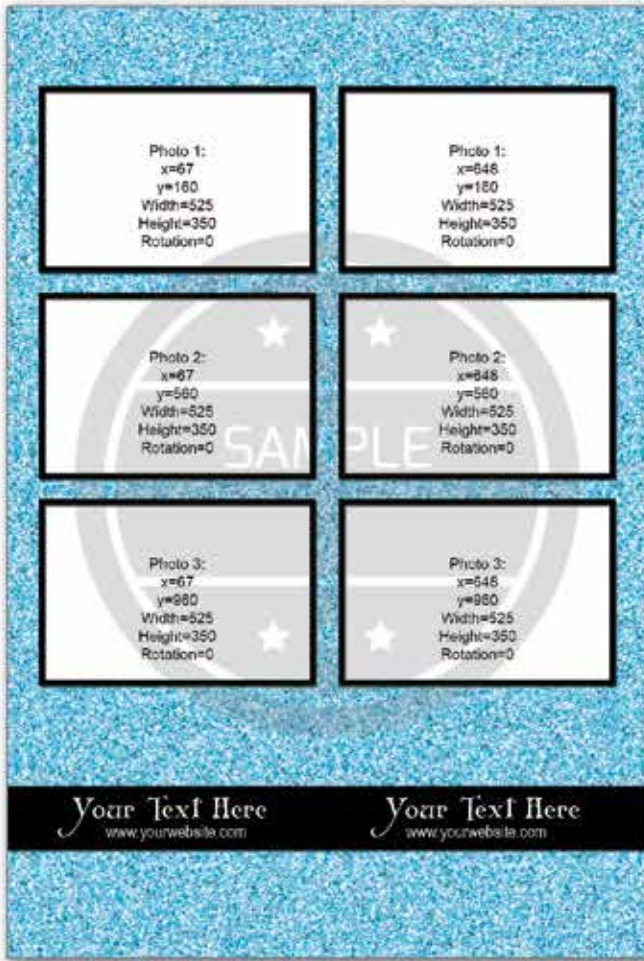 Photo 1:
x=67
y=160
Width=525
Height=350
Rotation=0
Photo 1:
x=648
y=160
Width=525
Height=350
Rotation=0
Photo 2:
x=67
y=560
Width=525
Height=350
Rotation=0
Photo 2:
x=648
y=560
Width=525
Height=350
Rotation=0
SAMPLE
Photo 3:
x=67
y=960
Width=525
Height=350
Rotation=0
Photo 3:
x=648
y=960
Width=525
Height=350
Rotation=0
Your Text Here
www.yourwebsite.com
Your Text Here
www.yourwebsite.com